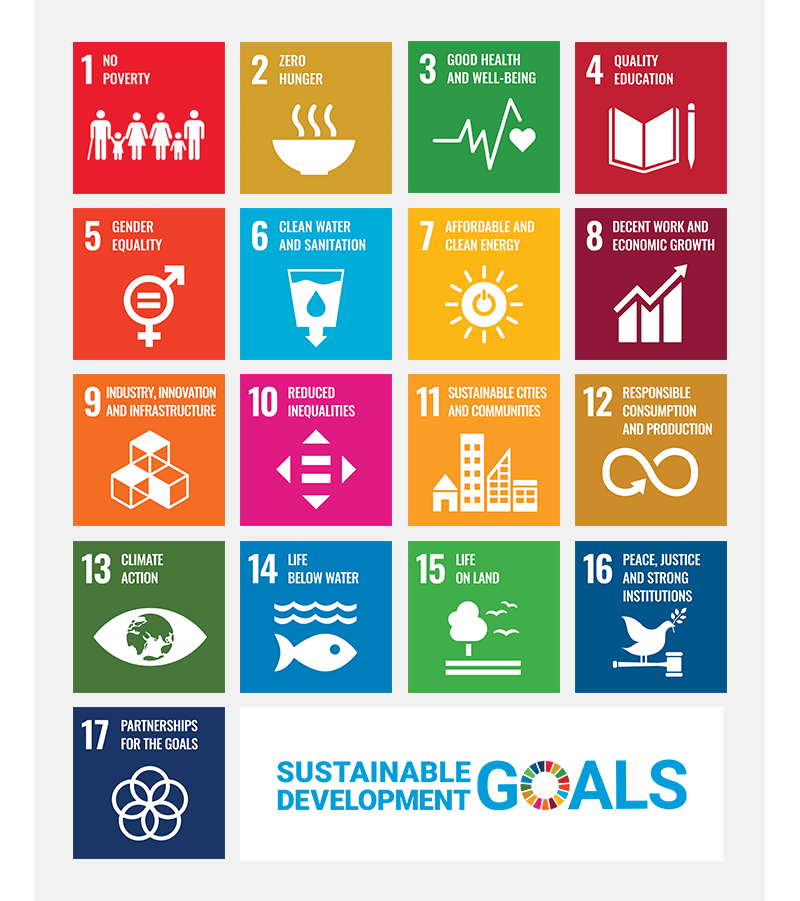 1 NO
POVERTY
2 ZERO
HUNGER
3 GOOD HEALTH
AND WELL-BEING
4 QUALITY
EDUCATION
5 GENDER
EQUALITY
6 CLEAN WATER
AND SANITATION
7 AFFORDABLE AND
CLEAN ENERGY
8 DECENT WORK AND
ECONOMIC GROWTH
9 INDUSTRY, INNOVATION
AND INFRASTRUCTURE
10 REDUCED
INEQUALITIES
11 SUSTAINABLE CITIES
AND COMMUNITIES
12 RESPONSIBLE
CONSUMPTION
AND PRODUCTION
13 CLIMATE
ACTION
14 LIFE
BELOW WATER
15 LIFE
ON LAND
16 PEACE, JUSTICE
AND STRONG
INSTITUTIONS
17 PARTNERSHIPS
FOR THE GOALS
SUSTAINABLE
DEVELOPMENT
GOALS